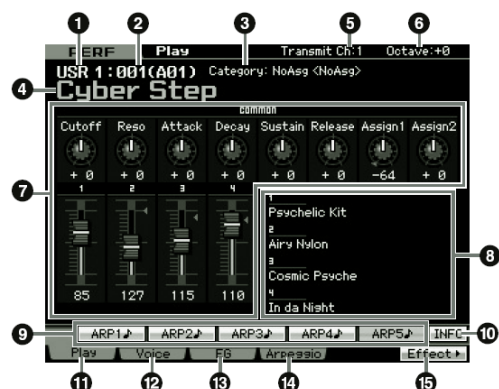 1 2 3 5 6
PERF Play Transmit Ch:1 Octave:+0
USR 1:001(A01) Category: NoAsg <NoAsg>
4 Cyber Step
common
Cutoff Reso Attack Decay Sustain Release Assign1 Assign2
+ 0 + 0 + 0 + 0 + 0 + 0 -64 + 0
7
1 2 3 4
1
Psychelic Kit
2
Airy Nylon
3
Cosmic Psyche
4
In da Night
8
85 127 115 110
9 ARP1♪ ARP2♪ ARP3♪ ARP4♪ ARP5♪ INFO 10
Play Voice EG Arpeggio Effect
11 12 13 14 15